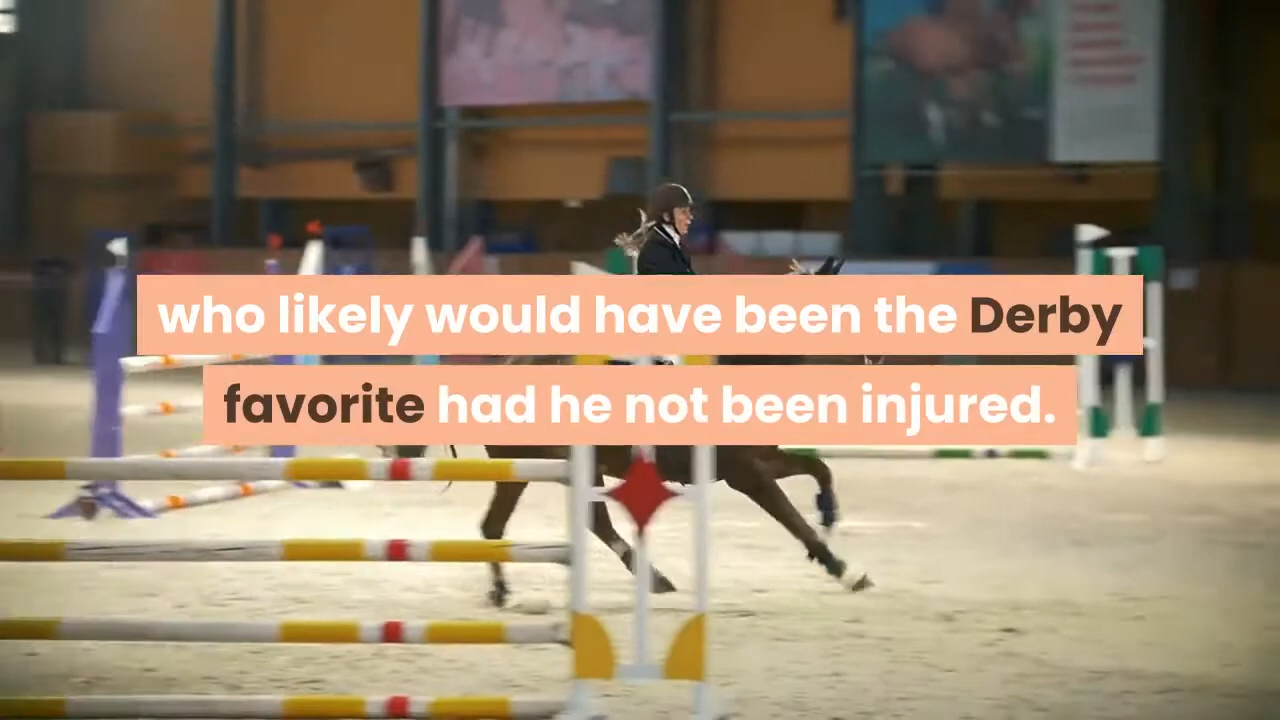 who likely would have been the Derby
favorite had he not been injured.